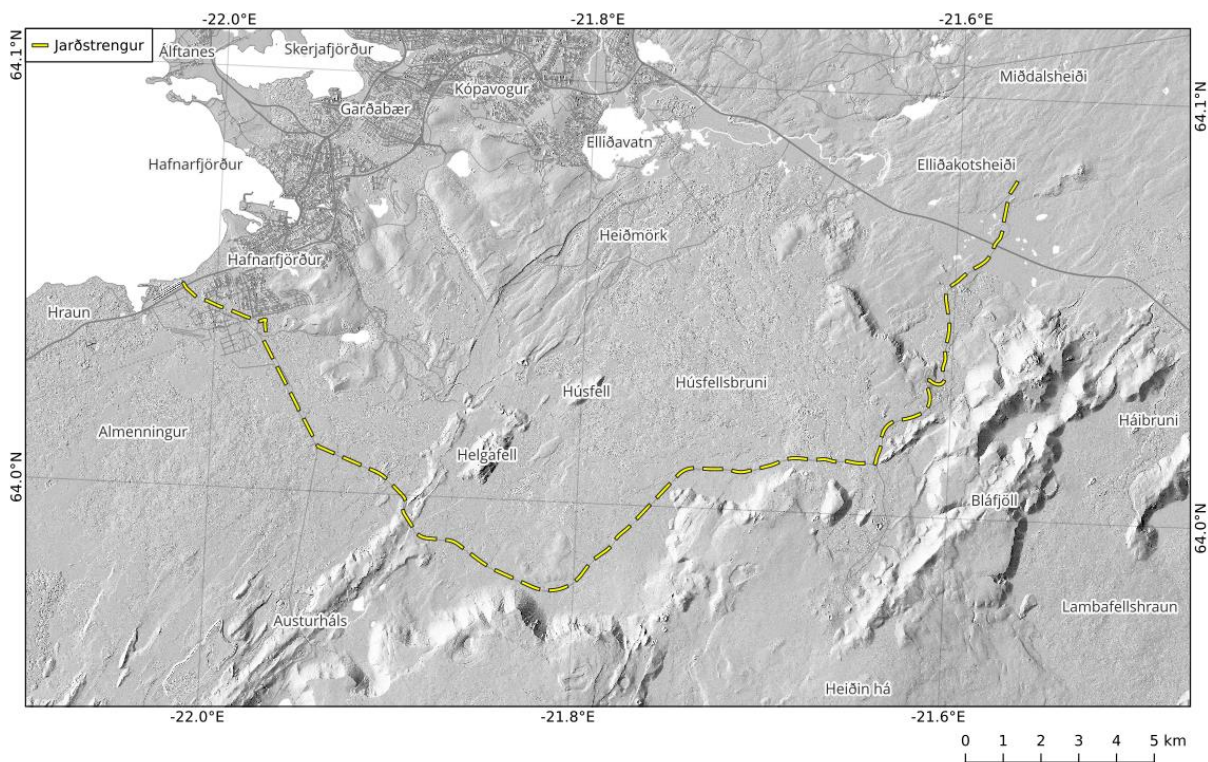 -22.0°E
-21.8°E
-21.6°E
64.1°N
Jarðstrengur
Álftanes
Skerjafjörður
Miðdalsheiði
Kópavogur
Garðabær
64.1°N
Elliðavatn
Hafnarfjörður
Elliðakotsheiði
Heiðmörk
Hafnarfjörður
Hraun
Húsfell
Húsfellsbruni
Háibruni
Almenningur
Helgafell
64.0°N
Bláfjöll
64.0°N
Lambafellshraun
Austurháls
Heiðin há
-22.0°E
-21.8°E
-21.6°E
0 1 2 3 4 5 km